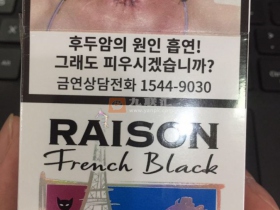 후두암의 원인 흡연!
그래도 피우시겠습니까?
금연상담전화 1544-9030
RAISON
French Black